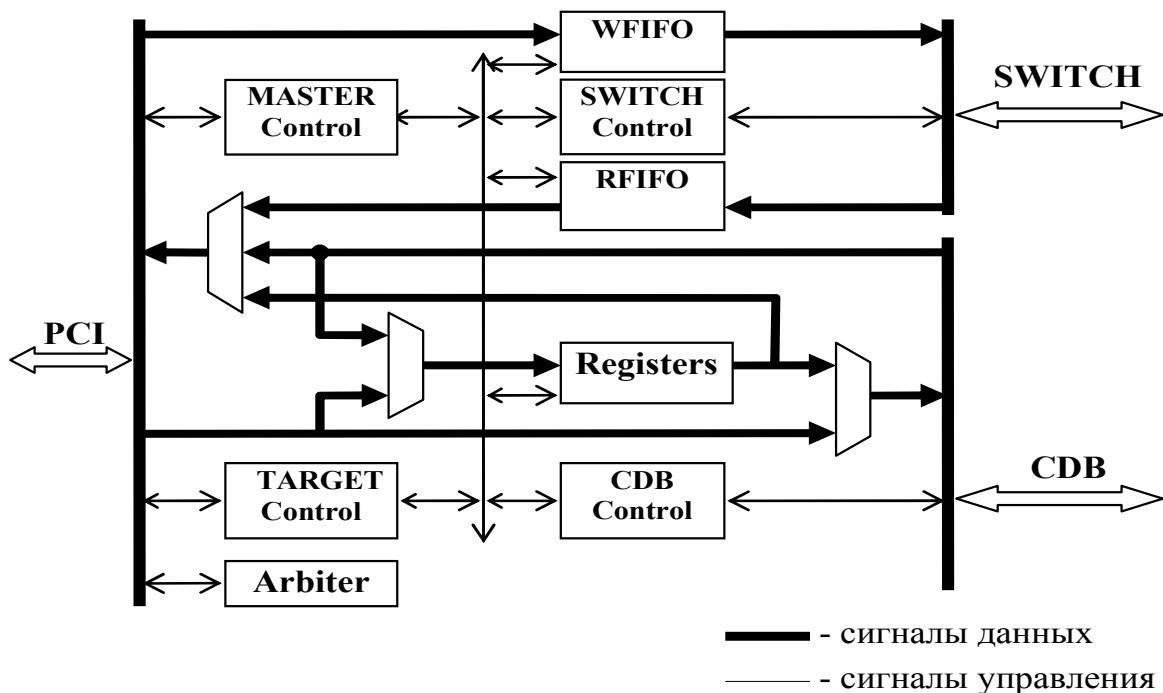 WFIFO
SWITCH
MASTER
Control
SWITCH
Control
RFIFO
PCI
Registers
TARGET
Control
CDB
Control
CDB
Arbiter
- сигналы данных
- сигналы управления